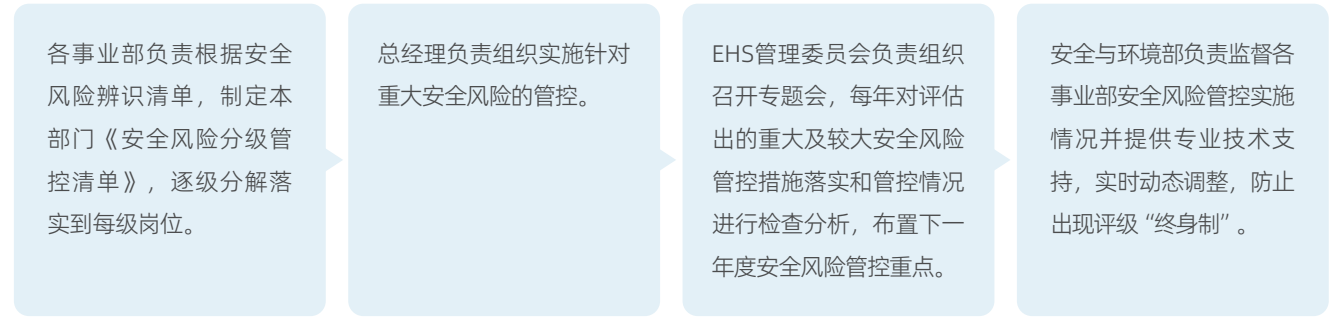 各事业部负责根据安全
风险辨识清单，制定本
部门《安全风险分级管
控清单》，逐级分解落
实到每级岗位。
总经理负责组织实施针对
重大安全风险的管控。
EHS管理委员会负责组织
召开专题会，每年对评估
出的重大及较大安全风险
管控措施落实和管控情况
进行检查分析，布置下一
年度安全风险管控重点。
安全与环境部负责监督各
事业部安全风险管控实施
情况并提供专业技术支
持，实时动态调整，防止
出现评级“终身制”。